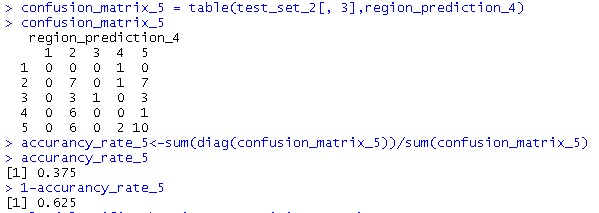 > confusion_matrix_5 = table(test_set_2[, 3],region_prediction_4)
> confusion_matrix_5
   region_prediction_4
     1  2  3  4  5
  1  0  0  0  1  0
  2  0  7  0  1  7
  3  0  3  1  0  3
  4  0  6  0  0  1
  5  0  6  0  2 10
> accurancy_rate_5<-sum(diag(confusion_matrix_5))/sum(confusion_matrix_5)
> accurancy_rate_5
[1] 0.375
> 1-accurancy_rate_5
[1] 0.625